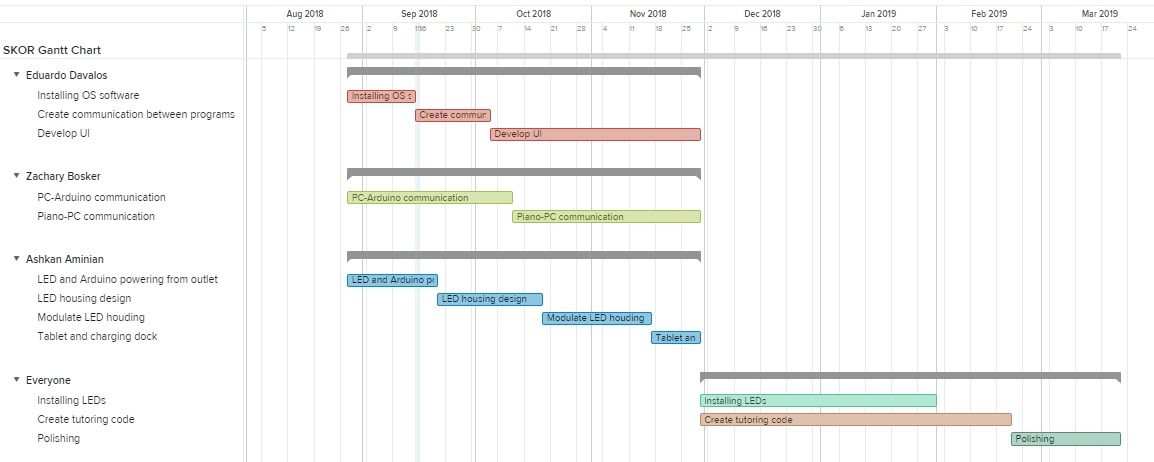 Aug 2018 Sep 2018 Oct 2018 Nov 2018 Dec 2018 Jan 2019 Feb 2019 Mar 2019
5 12 19 26 2 9 16 23 30 7 14 21 28 4 11 18 25 2 9 16 23 30 6 13 20 27 3 10 17 24 3 10 17 24
SKOR Gantt Chart
Eduardo Davalos
Installing OS software Installing OS s
Create communication between programs Create commun
Develop UI Develop UI
Zachary Bosker
PC-Arduino communication PC-Arduino communication
Piano-PC communication Piano-PC communication
Ashkan Aminian
LED and Arduino powering from outlet LED and Arduino po
LED housing design LED housing design
Modulate LED houding Modulate LED houding
Tablet and charging dock Tablet an
Everyone
Installing LEDs Installing LEDs
Create tutoring code Create tutoring code
Polishing Polishing